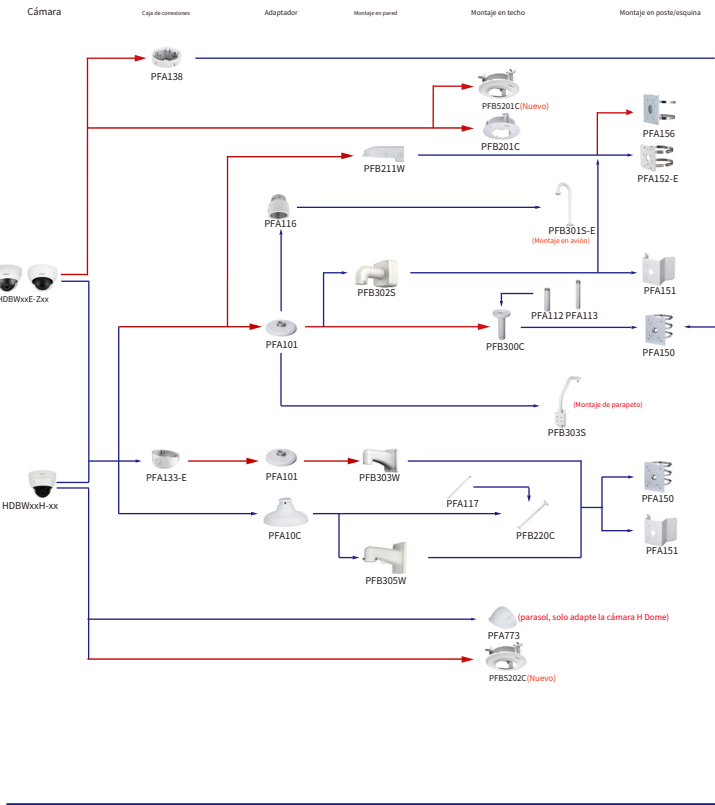 Cámara
Caja de conexiones
Adaptador
Montaje en pared
Montaje en techo
Montaje en poste/esquina
PFA138
PFB5201C(Nuevo)
PFB201C
PFA156
PFB211W
PFA152-E
PFA116
PFB301S-E
(Montaje en avión)
HDBWxxE-Zxx
PFB302S
PFA151
PFA112 PFA113
PFA101
PFB300C
PFA150
(Montaje de parapeto)
PFB303S
HDBWxxH-xx
PFA133-E
PFA101
PFB303W
PFA117
PFB220C
PFA150
PFA10C
PFA151
PFB305W
(parasol, solo adapte la cámara H Dome)
PFA773
PFB5202C(Nuevo)